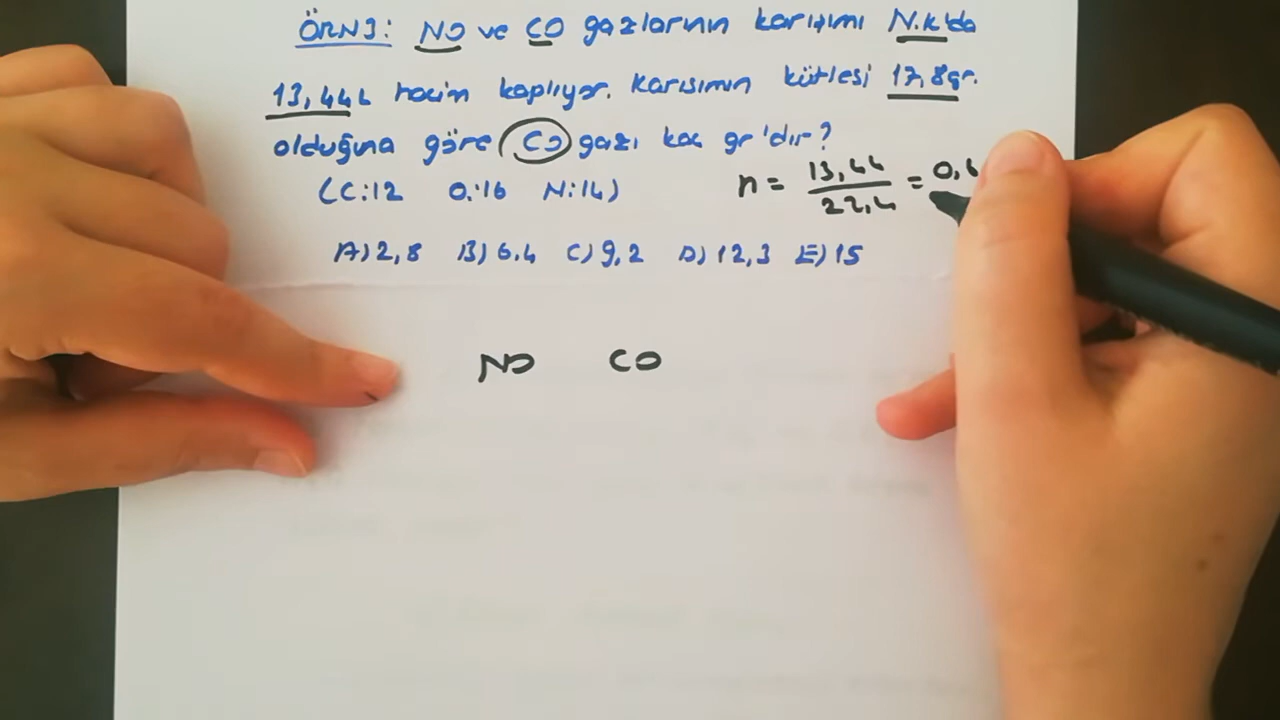 ÖRN3: NO ve CO gazlarının karışımı N.K'da
13,44L hacim kaplıyor. Karışımın kütlesi 17,8gr.
olduğuna göre CO gazı kaç gr'dır?
(C:12 O:16 N:14)
n = 13,44 / 22,4 = 0,6
A) 2,8 B) 6.4 C) 9,2 D) 12,3 E) 15
NO CO